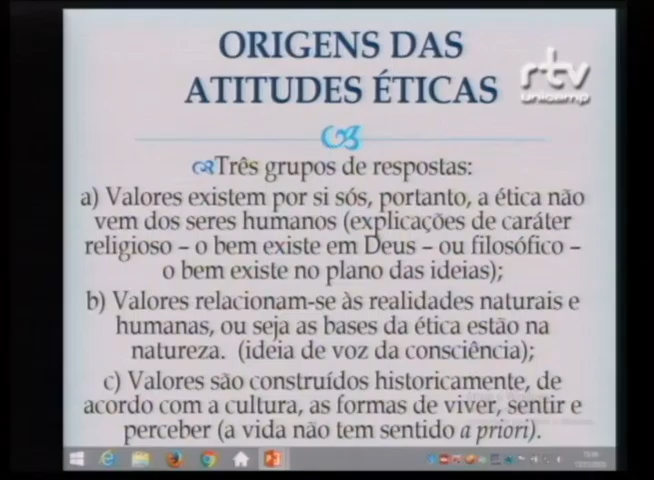 ORIGENS DAS
ATITUDES ÉTICAS
rtv
unicamp
Três grupos de respostas:
a) Valores existem por si sós, portanto, a ética não
vem dos seres humanos (explicações de caráter
religioso – o bem existe em Deus – ou filosófico –
o bem existe no plano das ideias);
b) Valores relacionam-se às realidades naturais e
humanas, ou seja as bases da ética estão na
natureza. (ideia de voz da consciência);
c) Valores são construídos historicamente, de
acordo com a cultura, as formas de viver, sentir e
perceber (a vida não tem sentido a priori).